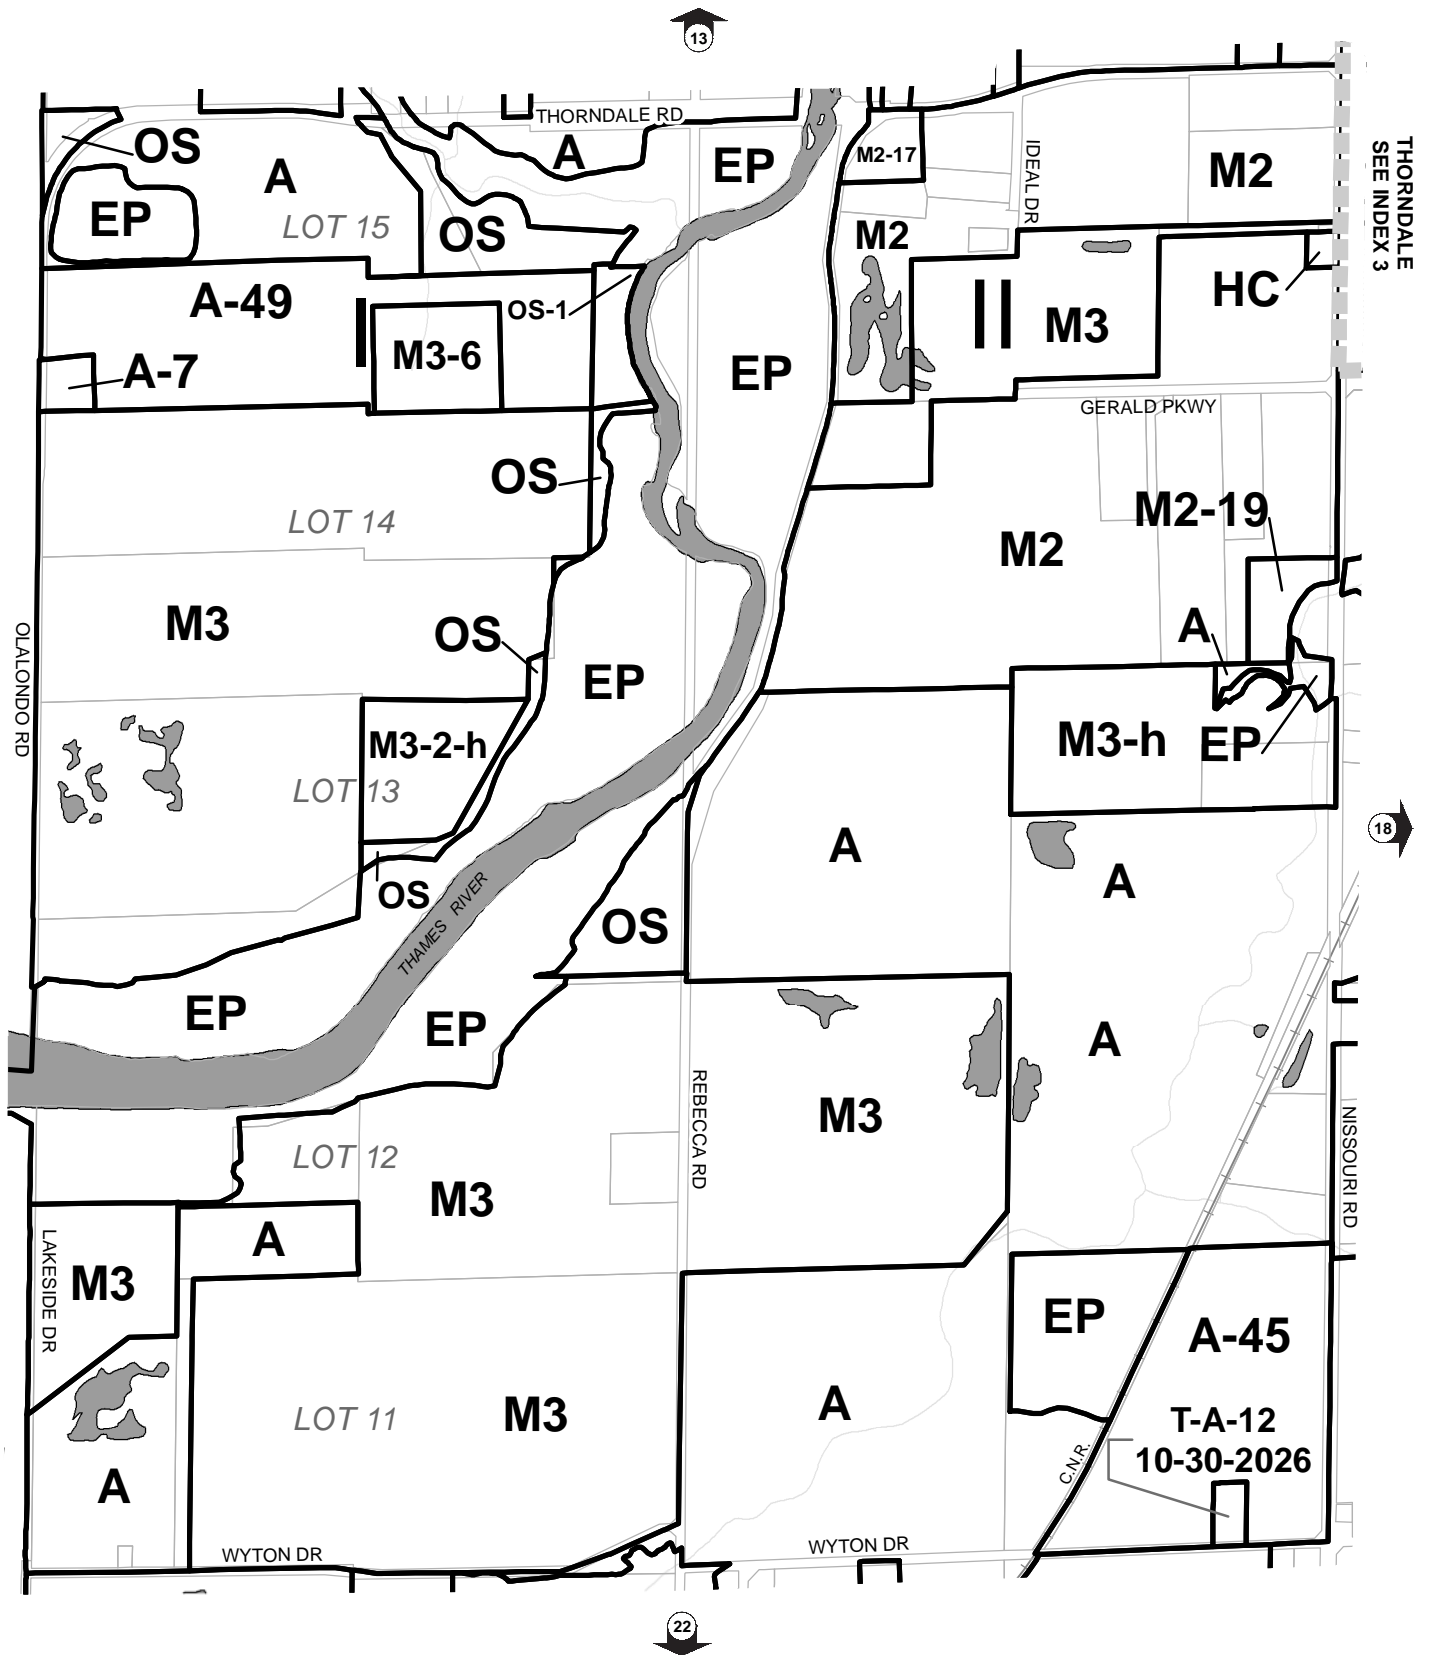 13
THORNDALE RD
OS
A
A
EP
M2-17
IDEAL DR
M2
THORNDALE
SEE INDEX 3
EP
LOT 15
OS
M2
A-49
I
OS-1
M3-6
A-7
EP
II
M3
HC
GERALD PKWY
OS
LOT 14
M2-19
M2
M3
OS
A
EP
OLALONDO RD
M3-2-h
M3-h
EP
LOT 13
18
A
A
OS
THAMES RIVER
OS
EP
EP
A
REBECCA RD
M3
NISSOURI RD
LOT 12
M3
LAKESIDE DR
A
M3
EP
A-45
LOT 11
M3
A
T-A-12
10-30-2026
C.N.R.
A
WYTON DR
WYTON DR
22